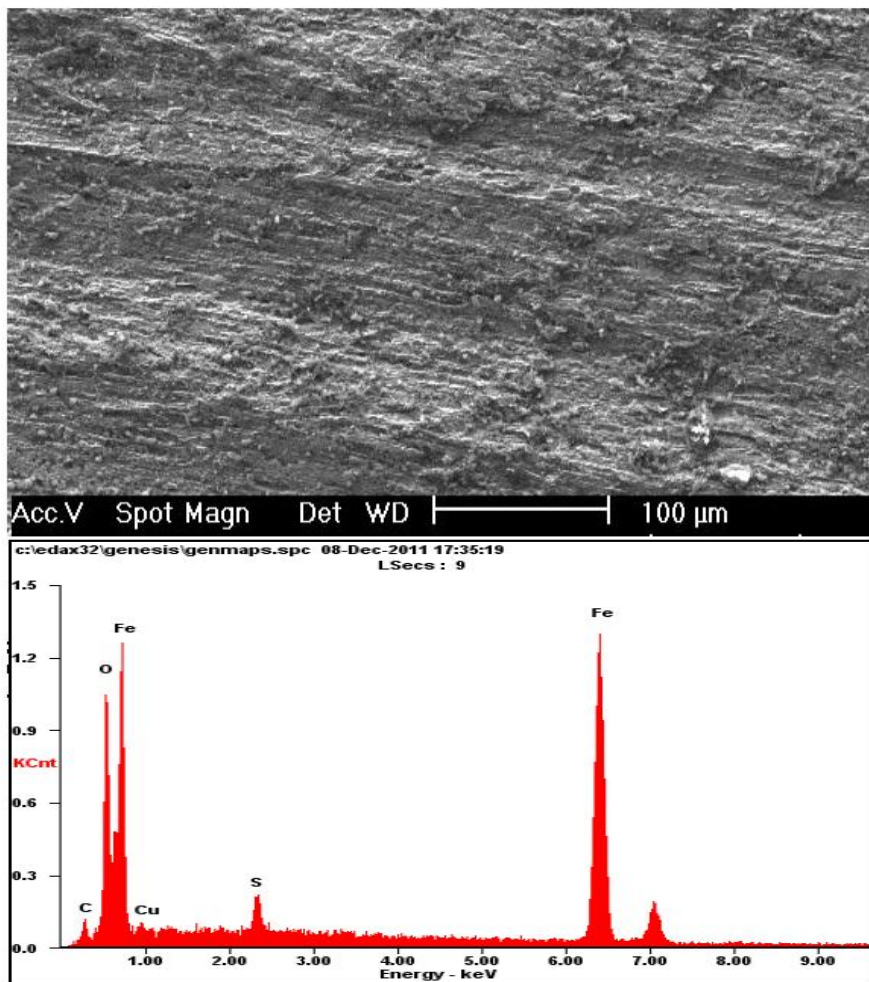 Acc.V Spot Magn Det WD 100 µm
c:\edax32\genesis\genmaps.spc 08-Dec-2011 17:35:19
LSecs : 9
1.5
1.2
0.9
KCnt
0.6
0.3
0.0
C
O
Fe
Cu
S
Fe
1.00 2.00 3.00 4.00 5.00 6.00 7.00 8.00 9.00
Energy - keV